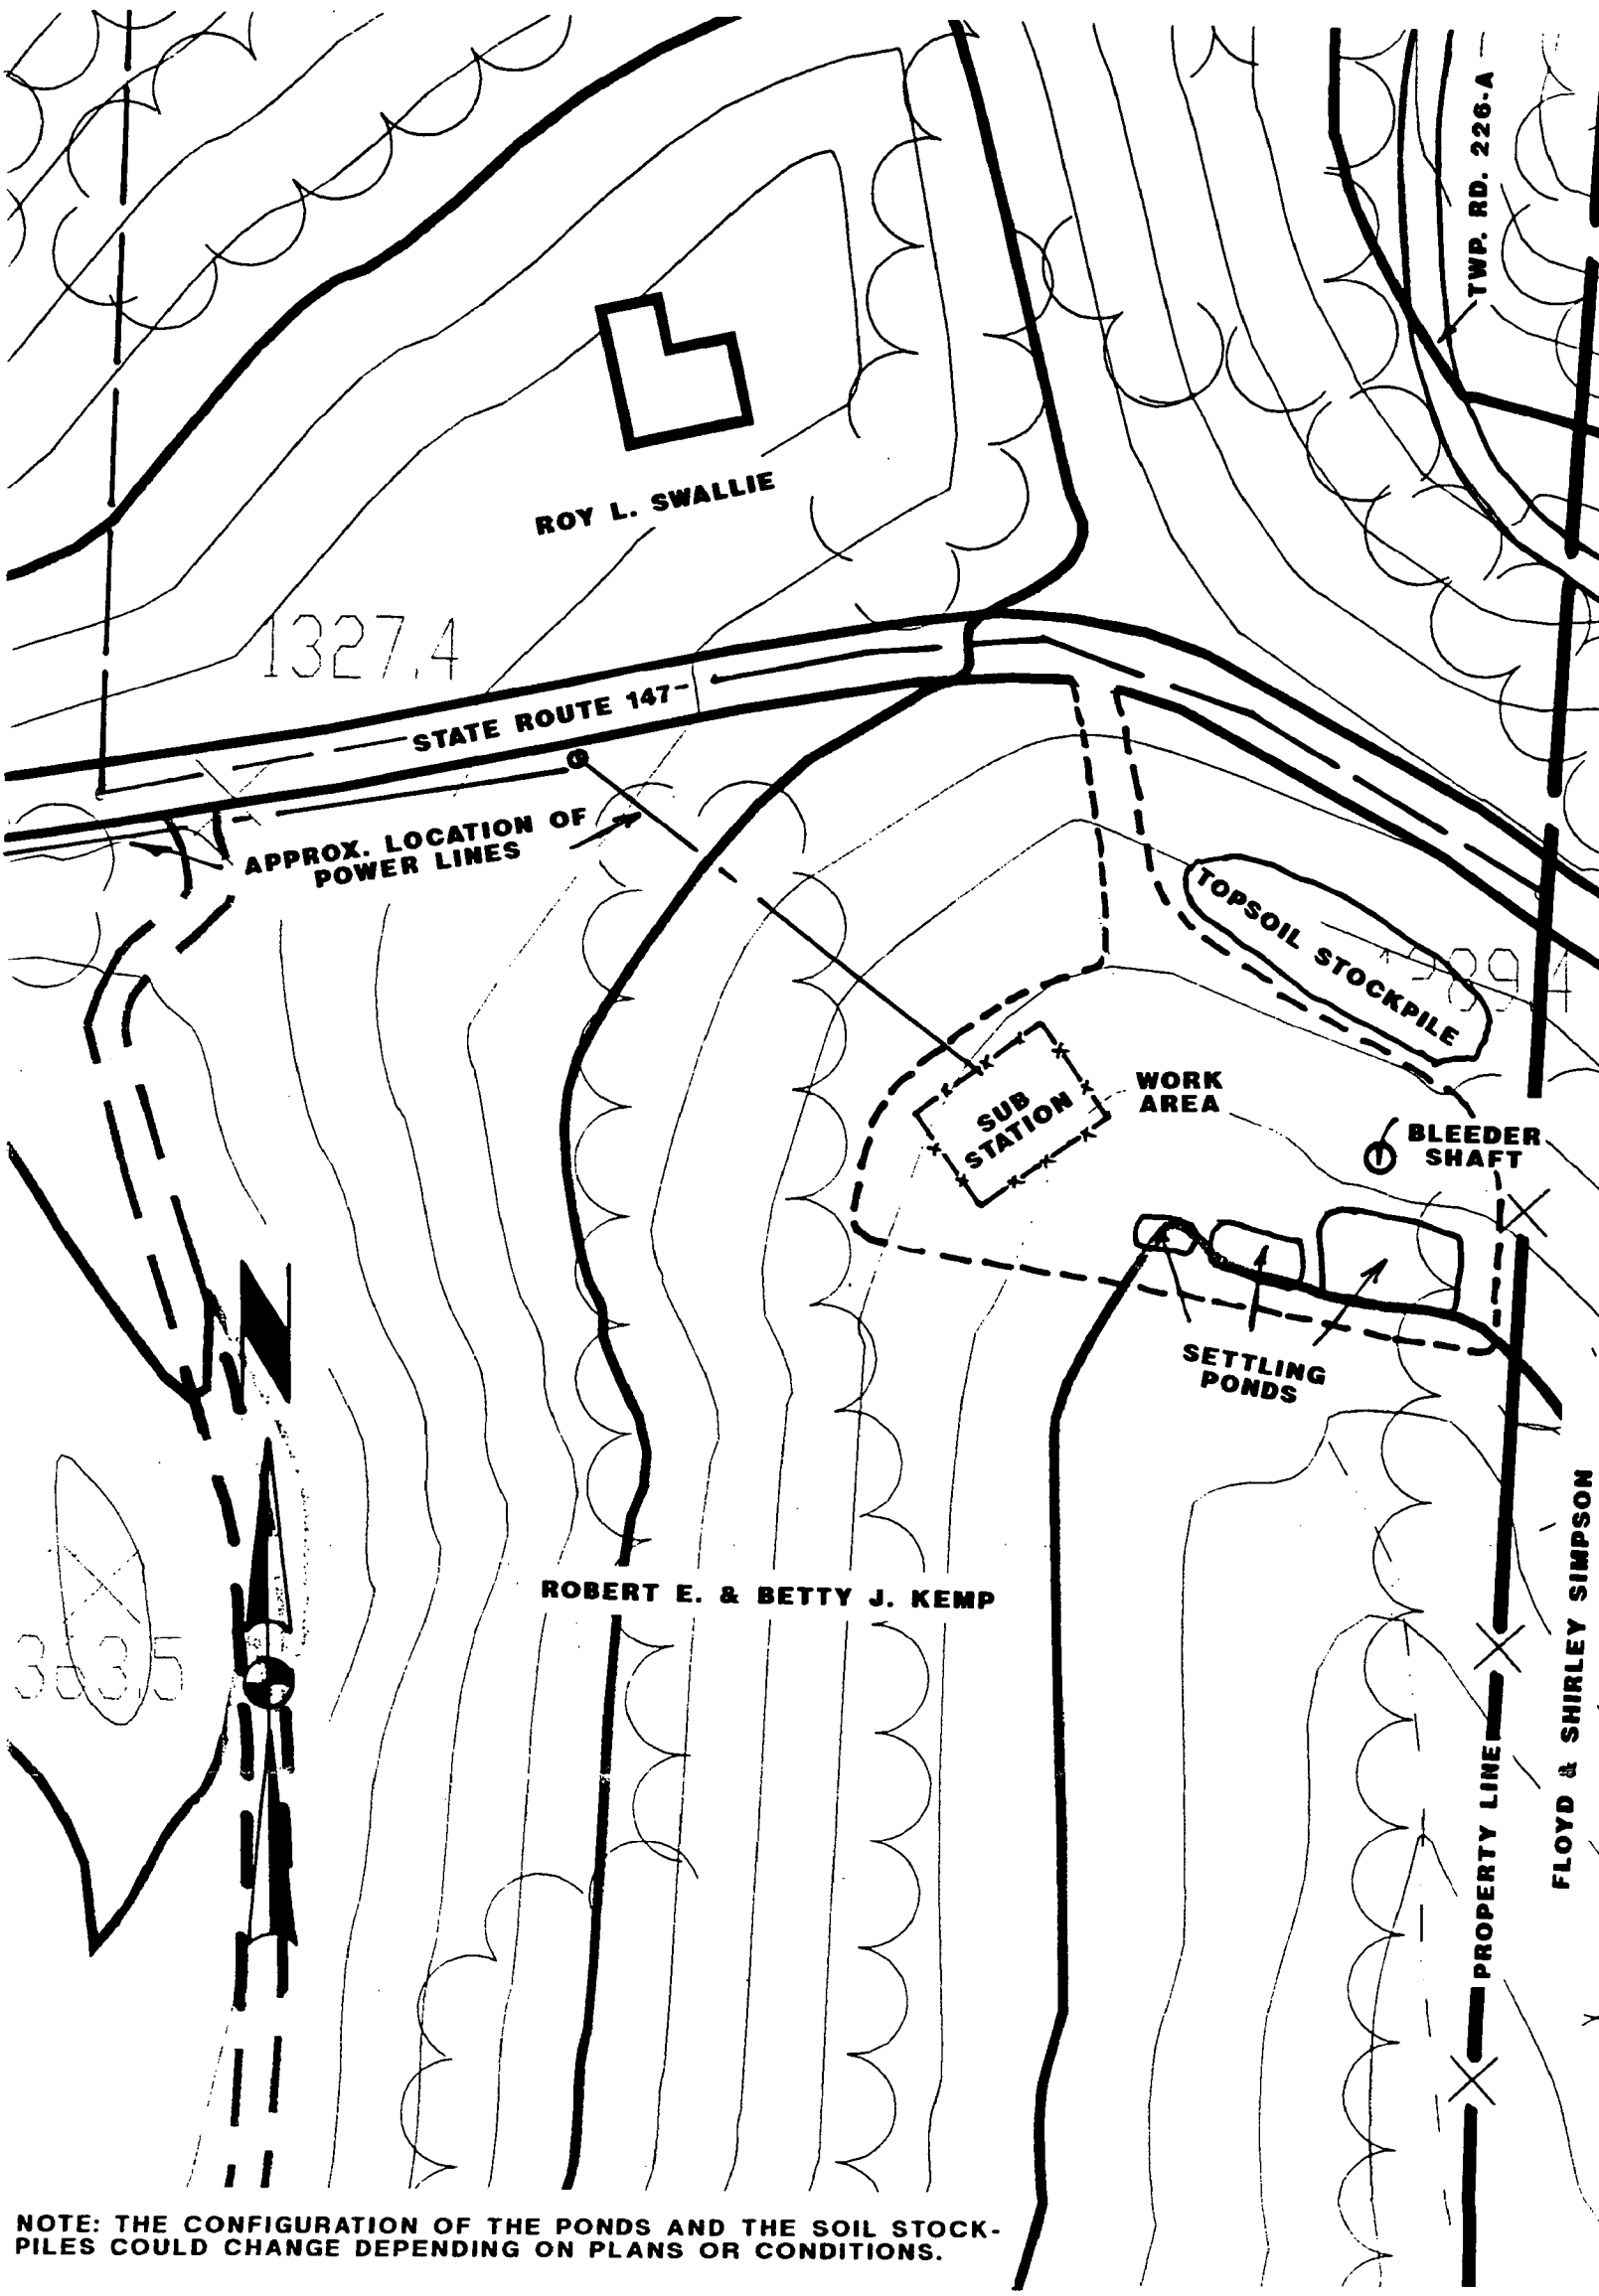 TWP. RD. 226-A
ROY L. SWALLIE
1327.4
STATE ROUTE 147
APPROX. LOCATION OF
POWER LINES
TOPSOIL STOCKPILE
SUB
STATION
WORK
AREA
BLEEDER
SHAFT
SETTLING
PONDS
N
ROBERT E. & BETTY J. KEMP
PROPERTY LINE
FLOYD & SHIRLEY SIMPSON
NOTE: THE CONFIGURATION OF THE PONDS AND THE SOIL STOCK-
PILES COULD CHANGE DEPENDING ON PLANS OR CONDITIONS.